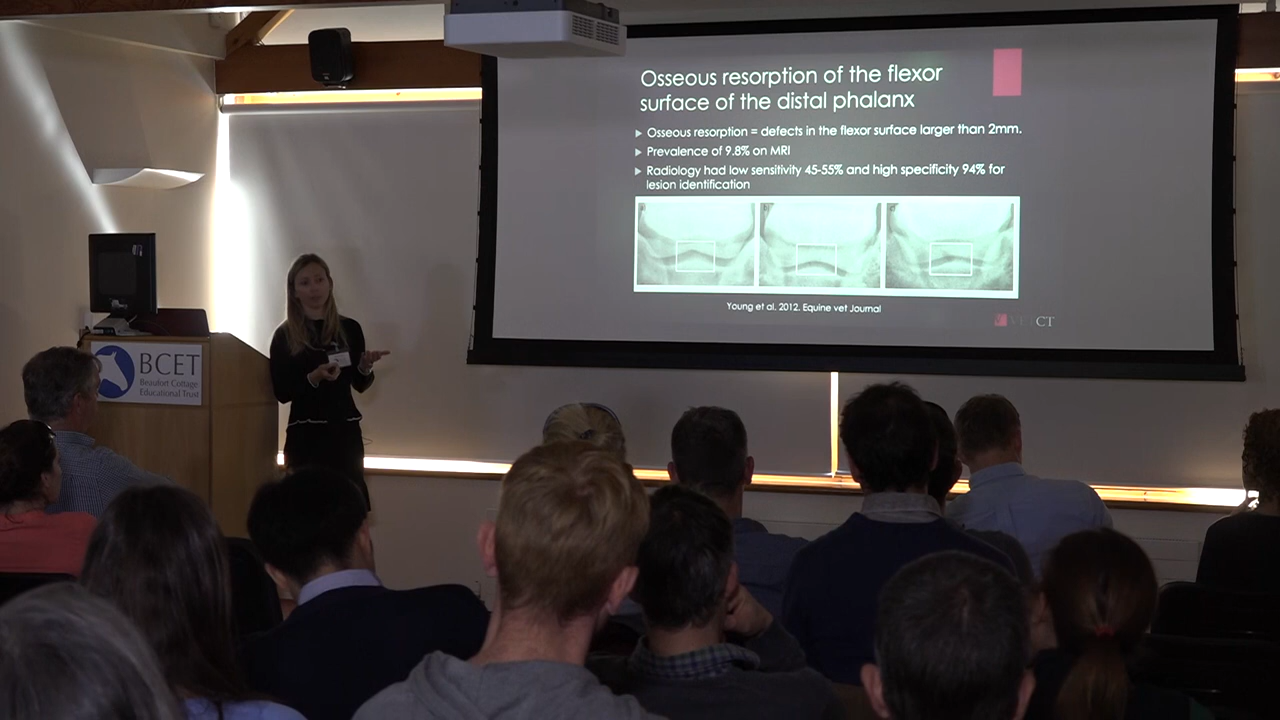 Osseous resorption of the flexor
surface of the distal phalanx
Osseous resorption = defects in the flexor surface larger than 2mm.
Prevalence of 9.8% on MRI
Radiology had low sensitivity 45-55% and high specificity 94% for
lesion identification
Young et al. 2012. Equine vet Journal
VETCT
BCET
Beaufort Cottage
Educational Trust